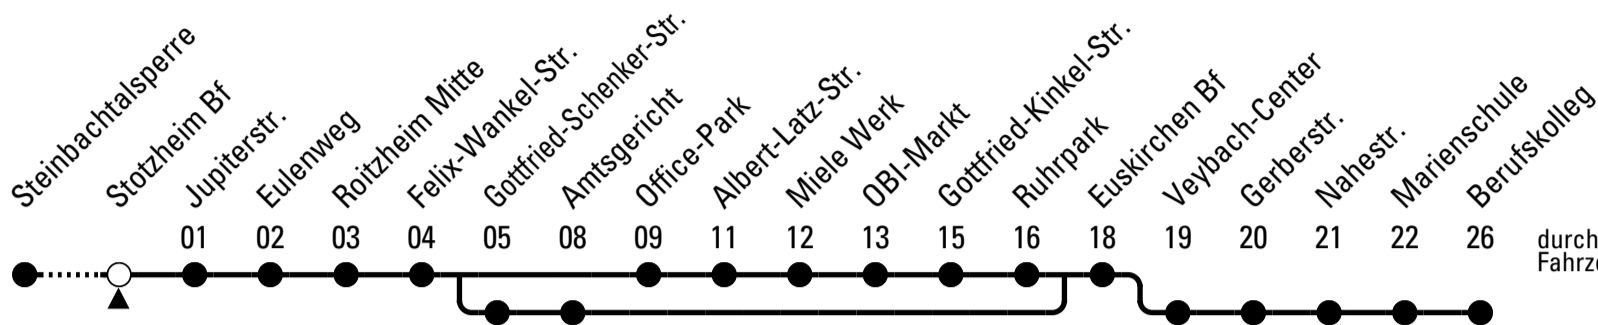 Steinbachtalsperre
Stotzheim Bf
Jupiterstr.
Eulenweg
Roitzheim Mitte
Felix-Wankel-Str.
Gottfried-Schenker-Str.
Amtsgericht
Office-Park
Albert-Latz-Str.
Miele Werk
OBI-Markt
Gottfried-Kinkel-Str.
Ruhrpark
Euskirchen Bf
Veybach-Center
Gerberstr.
Nahestr.
Marienschule
Berufskolleg
01 02 03 04 05 08 09 11 12 13 15 16 18 19 20 21 22 26
durch
Fahrze